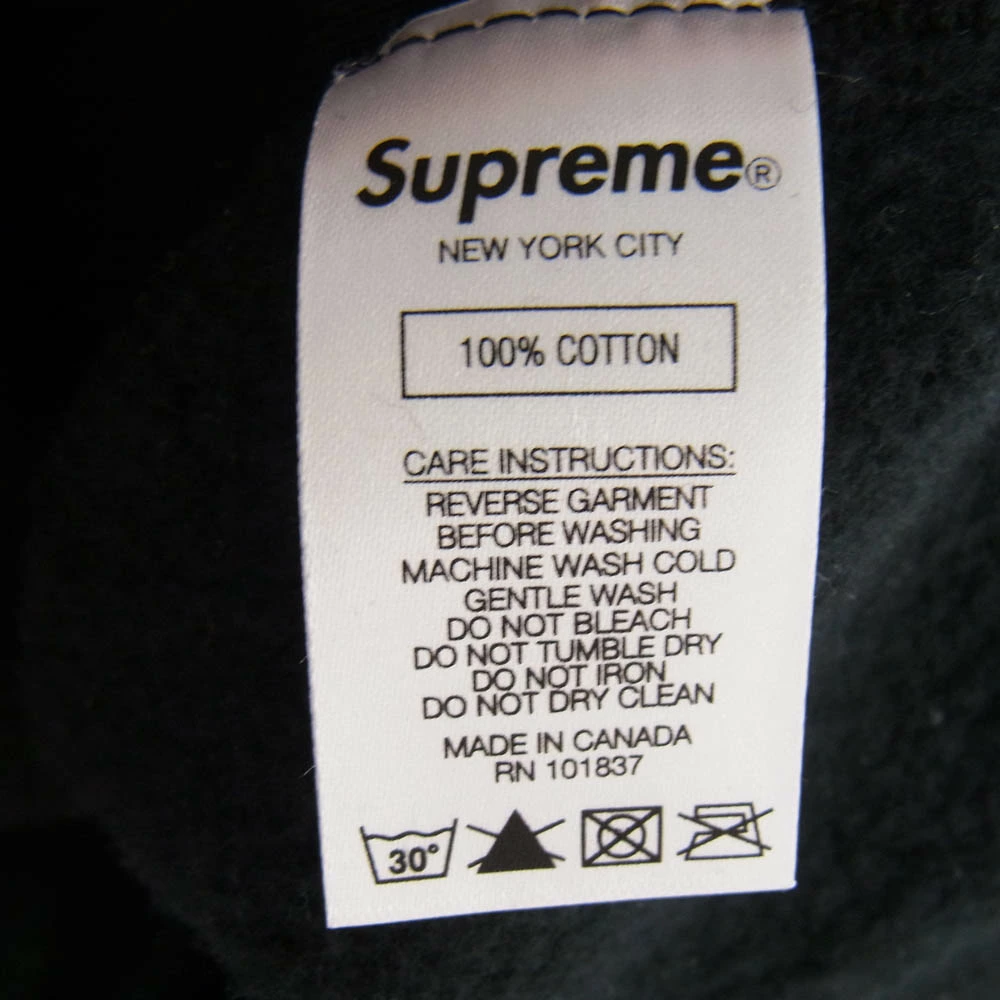 Supreme®
NEW YORK CITY
100% COTTON
CARE INSTRUCTIONS:
REVERSE GARMENT
BEFORE WASHING
MACHINE WASH COLD
GENTLE WASH
DO NOT BLEACH
DO NOT TUMBLE DRY
DO NOT IRON
DO NOT DRY CLEAN
MADE IN CANADA
RN 101837
30°